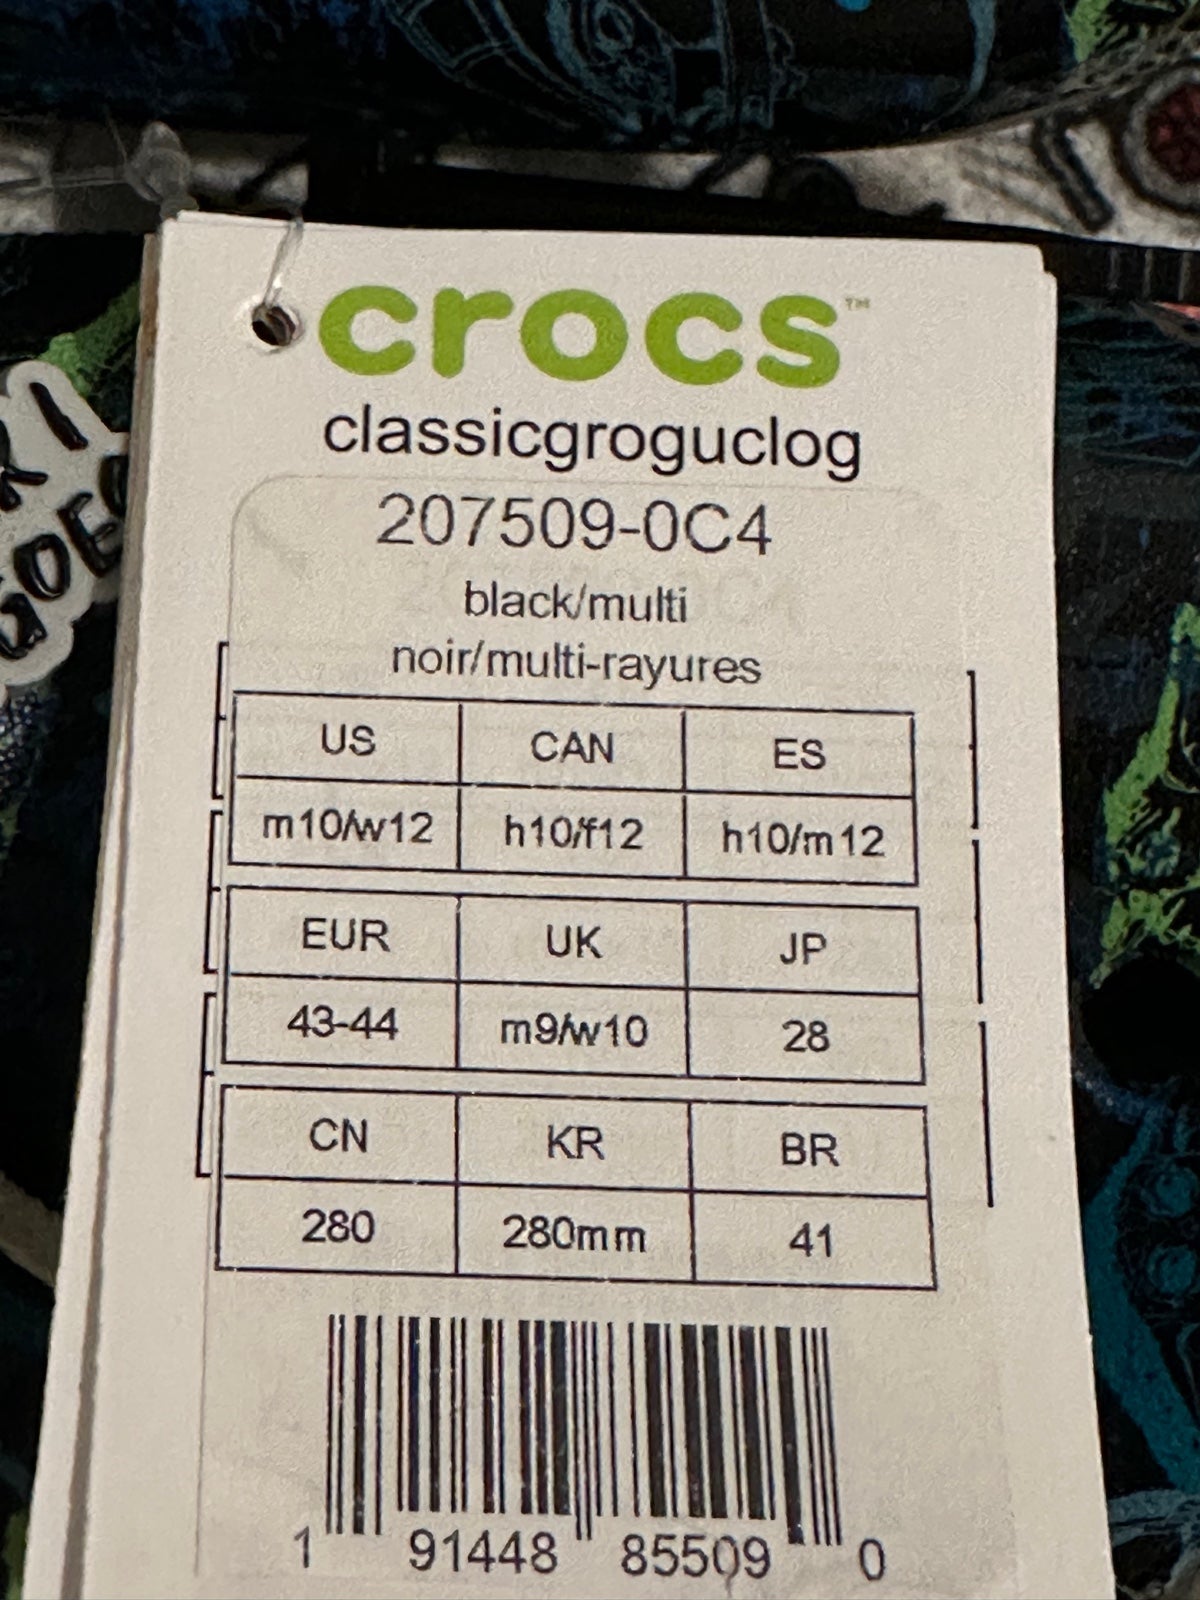 crocs™
classicgroguclog
207509-0C4
black/multi
noir/multi-rayures
US CAN ES
m10/w12 h10/f12 h10/m12
EUR UK JP
43-44 m9/w10 28
CN KR BR
280 280mm 41
1 91448 85509 0